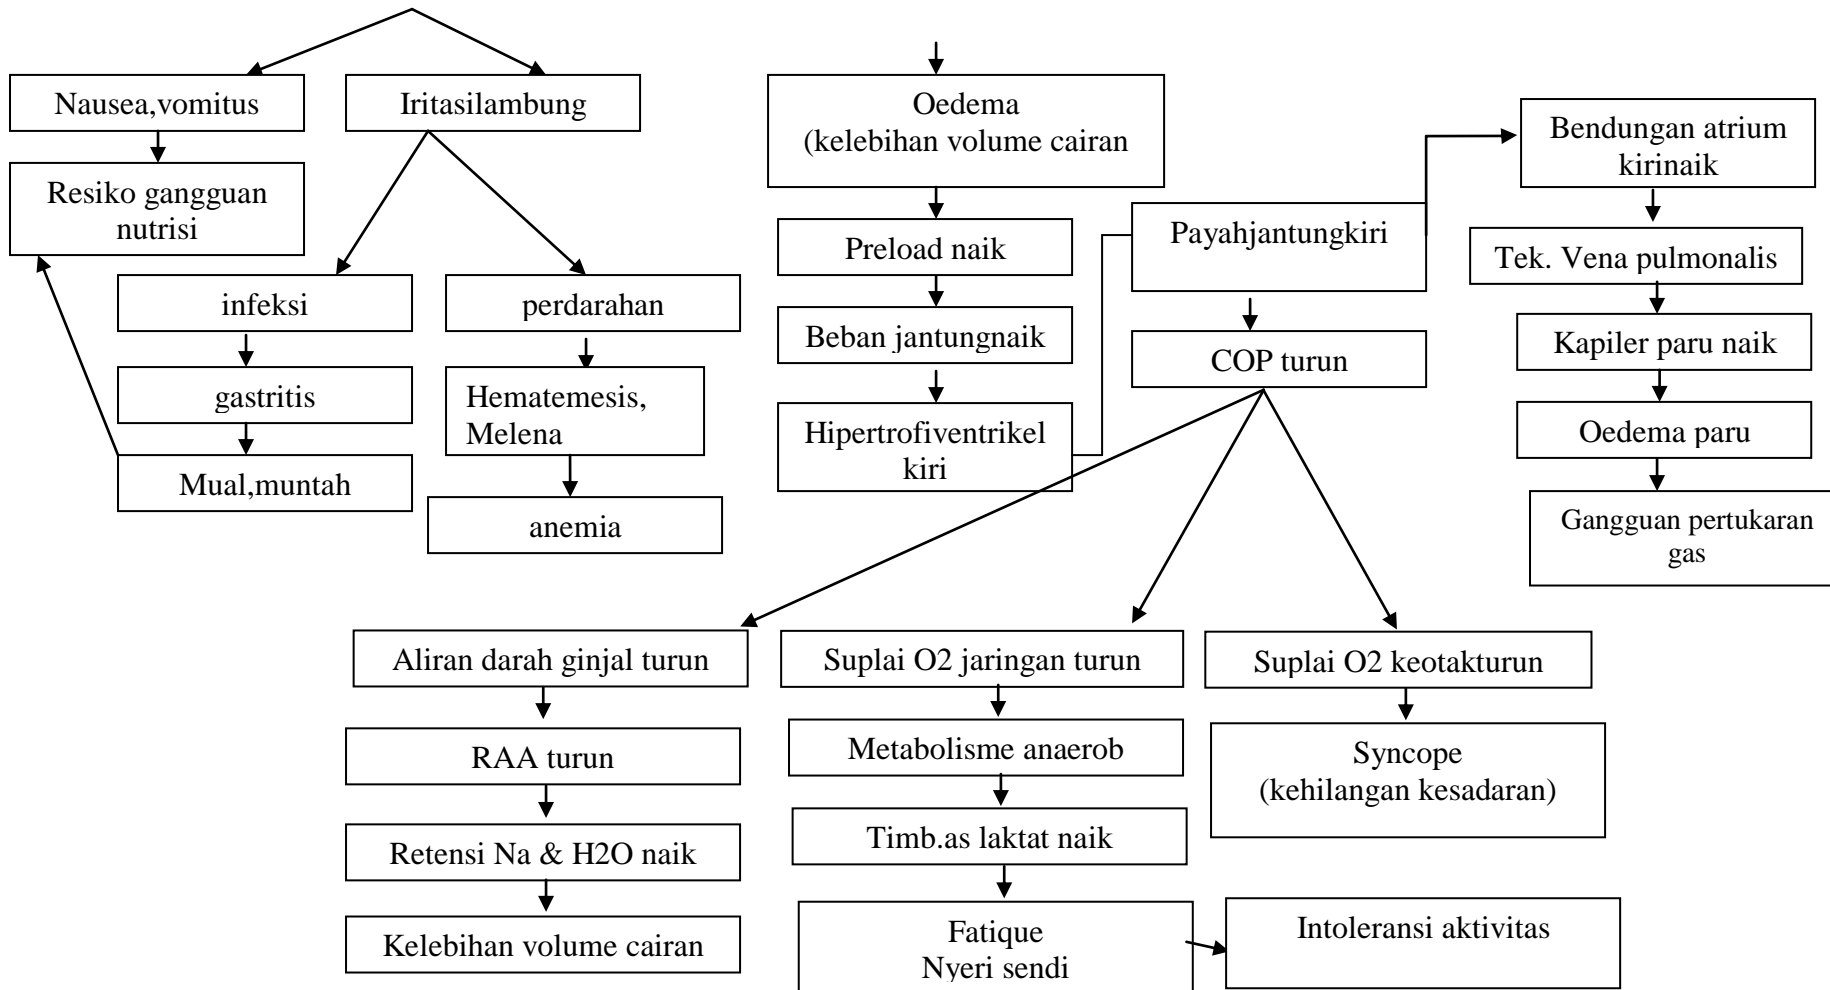 Nausea,vomitus
Iritasilambung
Resiko gangguan
nutrisi
infeksi
perdarahan
gastritis
Hematemesis,
Melena
Mual,muntah
anemia
Oedema
(kelebihan volume cairan
Preload naik
Beban jantungnaik
Hipertrofiventrikel
kiri
Payahjantungkiri
COP turun
Bendungan atrium
kirinaik
Tek. Vena pulmonalis
Kapiler paru naik
Oedema paru
Gangguan pertukaran
gas
Aliran darah ginjal turun
RAA turun
Retensi Na & H2O naik
Kelebihan volume cairan
Suplai O2 jaringan turun
Metabolisme anaerob
Timb.as laktat naik
Fatique
Nyeri sendi
Intoleransi aktivitas
Suplai O2 keotakturun
Syncope
(kehilangan kesadaran)